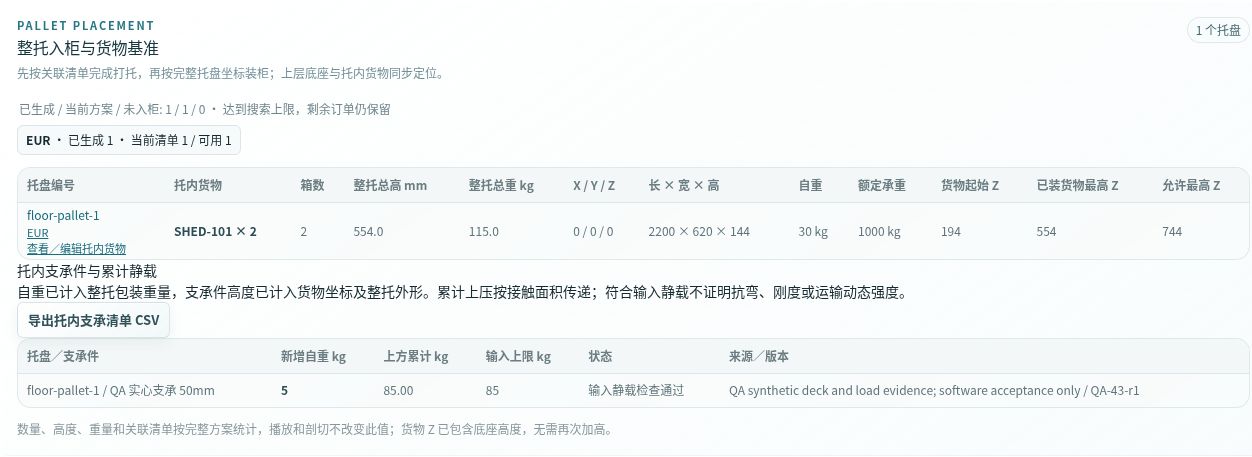 PALLET PLACEMENT
1 个托盘
整托入柜与货物基准
先按关联清单完成打托，再按完整托盘坐标装柜；上层底座与托内货物同步定位。
已生成 / 当前方案 / 未入柜: 1 / 1 / 0 · 达到搜索上限，剩余订单仍保留
EUR · 已生成 1 · 当前清单 1 / 可用 1
托盘编号 托内货物 箱数 整托总高 mm 整托总重 kg X / Y / Z 长 × 宽 × 高 自重 额定承重 货物起始 Z 已装货物最高 Z 允许最高 Z
floor-pallet-1
EUR
查看／编辑托内货物
SHED-101 × 2 2 554.0 115.0 0 / 0 / 0 2200 × 620 × 144 30 kg 1000 kg 194 554 744
托内支承件与累计静载
自重已计入整托包装重量，支承件高度已计入货物坐标及整托外形。累计上压按接触面积传递；符合输入静载不证明抗弯、刚度或运输动态强度。
导出托内支承清单 CSV
托盘／支承件 新增自重 kg 上方累计 kg 输入上限 kg 状态 来源／版本
floor-pallet-1 / QA 实心支承 50mm 5 85.00 85 输入静载检查通过 QA synthetic deck and load evidence; software acceptance only / QA-43-r1
数量、高度、重量和关联清单按完整方案统计，播放和剖切不改变此值；货物 Z 已包含底座高度，无需再次加高。